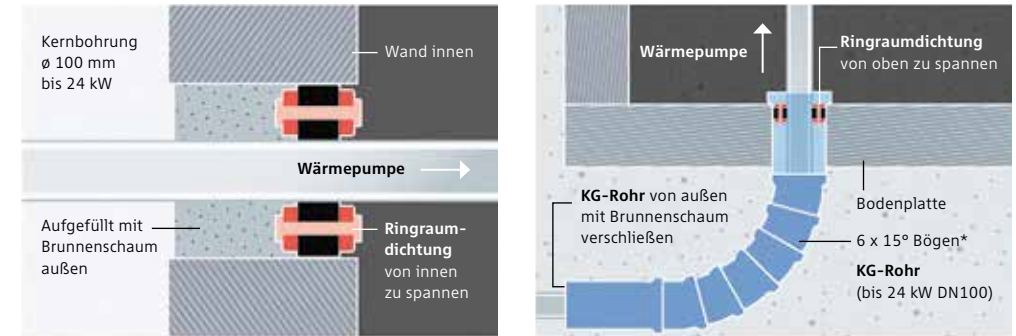 Kernbohrung
ø 100 mm
bis 24 kW
Wand innen
Wärmepumpe
Aufgefüllt mit
Brunnenschaum
außen
Ringraum-
dichtung
von innen
zu spannen
Wärmepumpe
Ringraumdichtung
von oben zu spannen
KG-Rohr von außen
mit Brunnenschaum
verschließen
Bodenplatte
6 x 15° Bögen*
KG-Rohr
(bis 24 kW DN100)